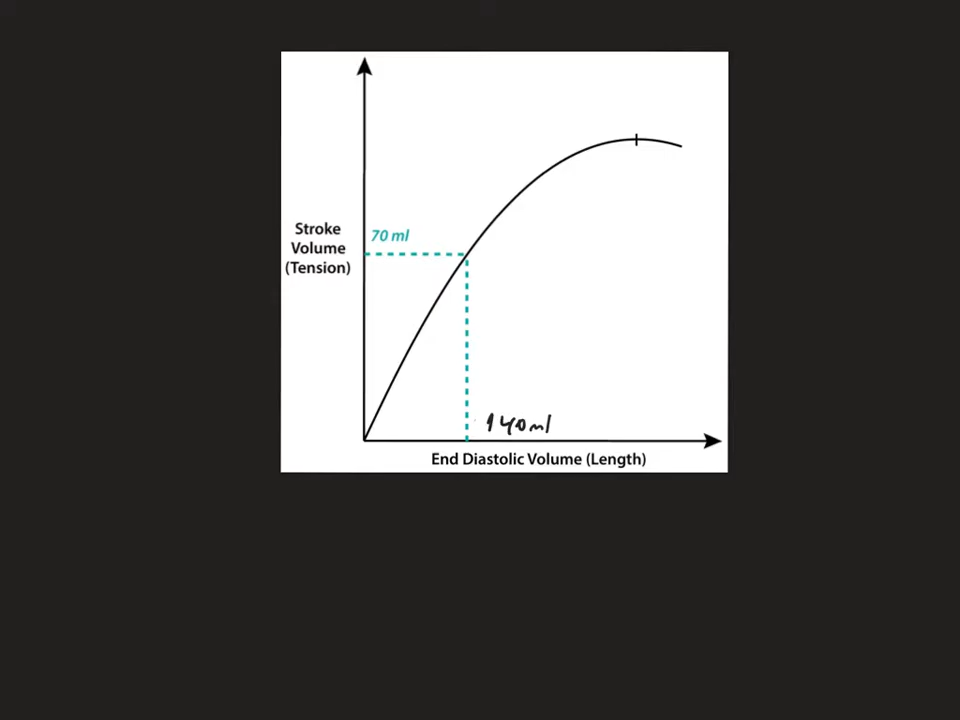 Stroke
Volume
(Tension)
70 ml
140ml
End Diastolic Volume (Length)